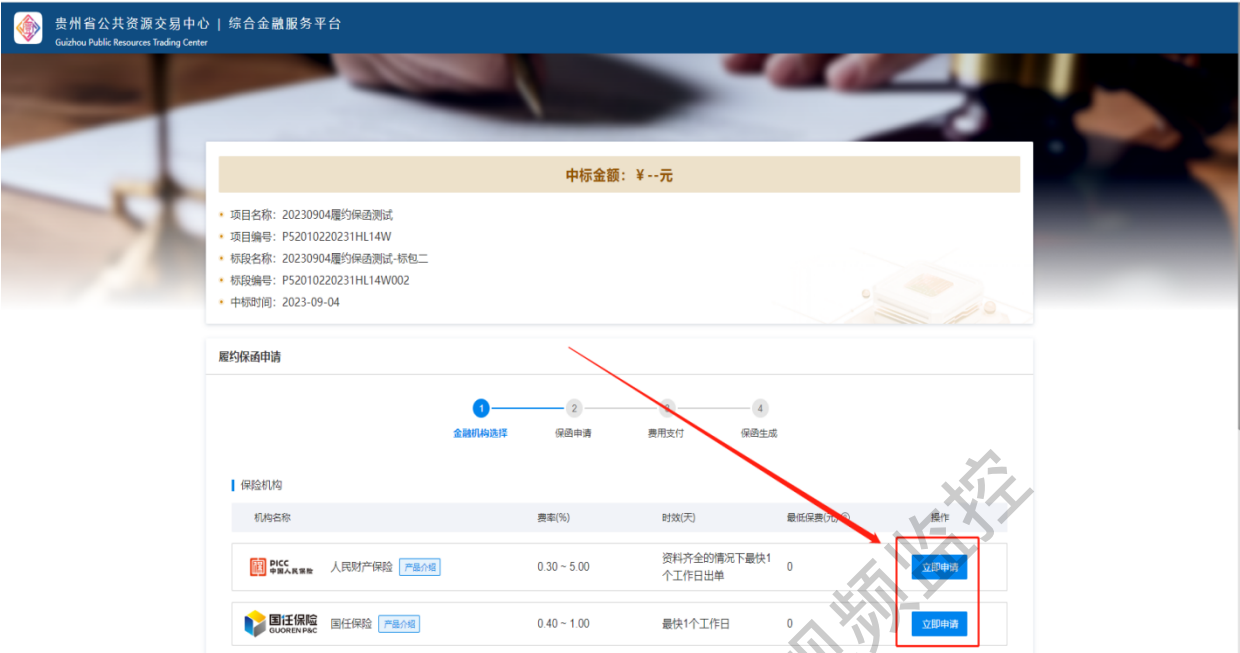 贵州省公共资源交易中心 | 综合金融服务平台
Guizhou Public Resources Trading Center
中标金额：￥--元
项目名称：20230904履约保函测试
项目编号：P52010220231HL14W
标段名称：20230904履约保函测试-标包二
标段编号：P52010220231HL14W002
中标时间：2023-09-04
履约保函申请
1 2 3 4
金融机构选择 保函申请 费用支付 保函生成
保险机构
机构名称 费率(%) 时效(天) 最低保费(元) 操作
PICC
中国人民保险 人民财产保险 产品介绍 0.30 ~ 5.00 资料齐全的情况下最快1个工作日出单 0 立即申请
国任保险
GUOREN P&C 国任保险 产品介绍 0.40 ~ 1.00 最快1个工作日 0 立即申请
视频监控